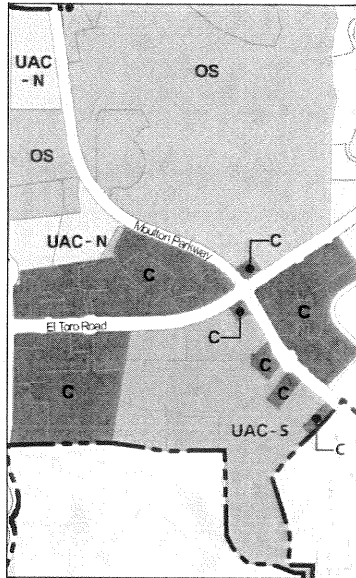 UAC
- N
OS
OS
UAC - N
Moulton Parkway
C
C
C
El Toro Road
C
C
C
C
UAC - S
C